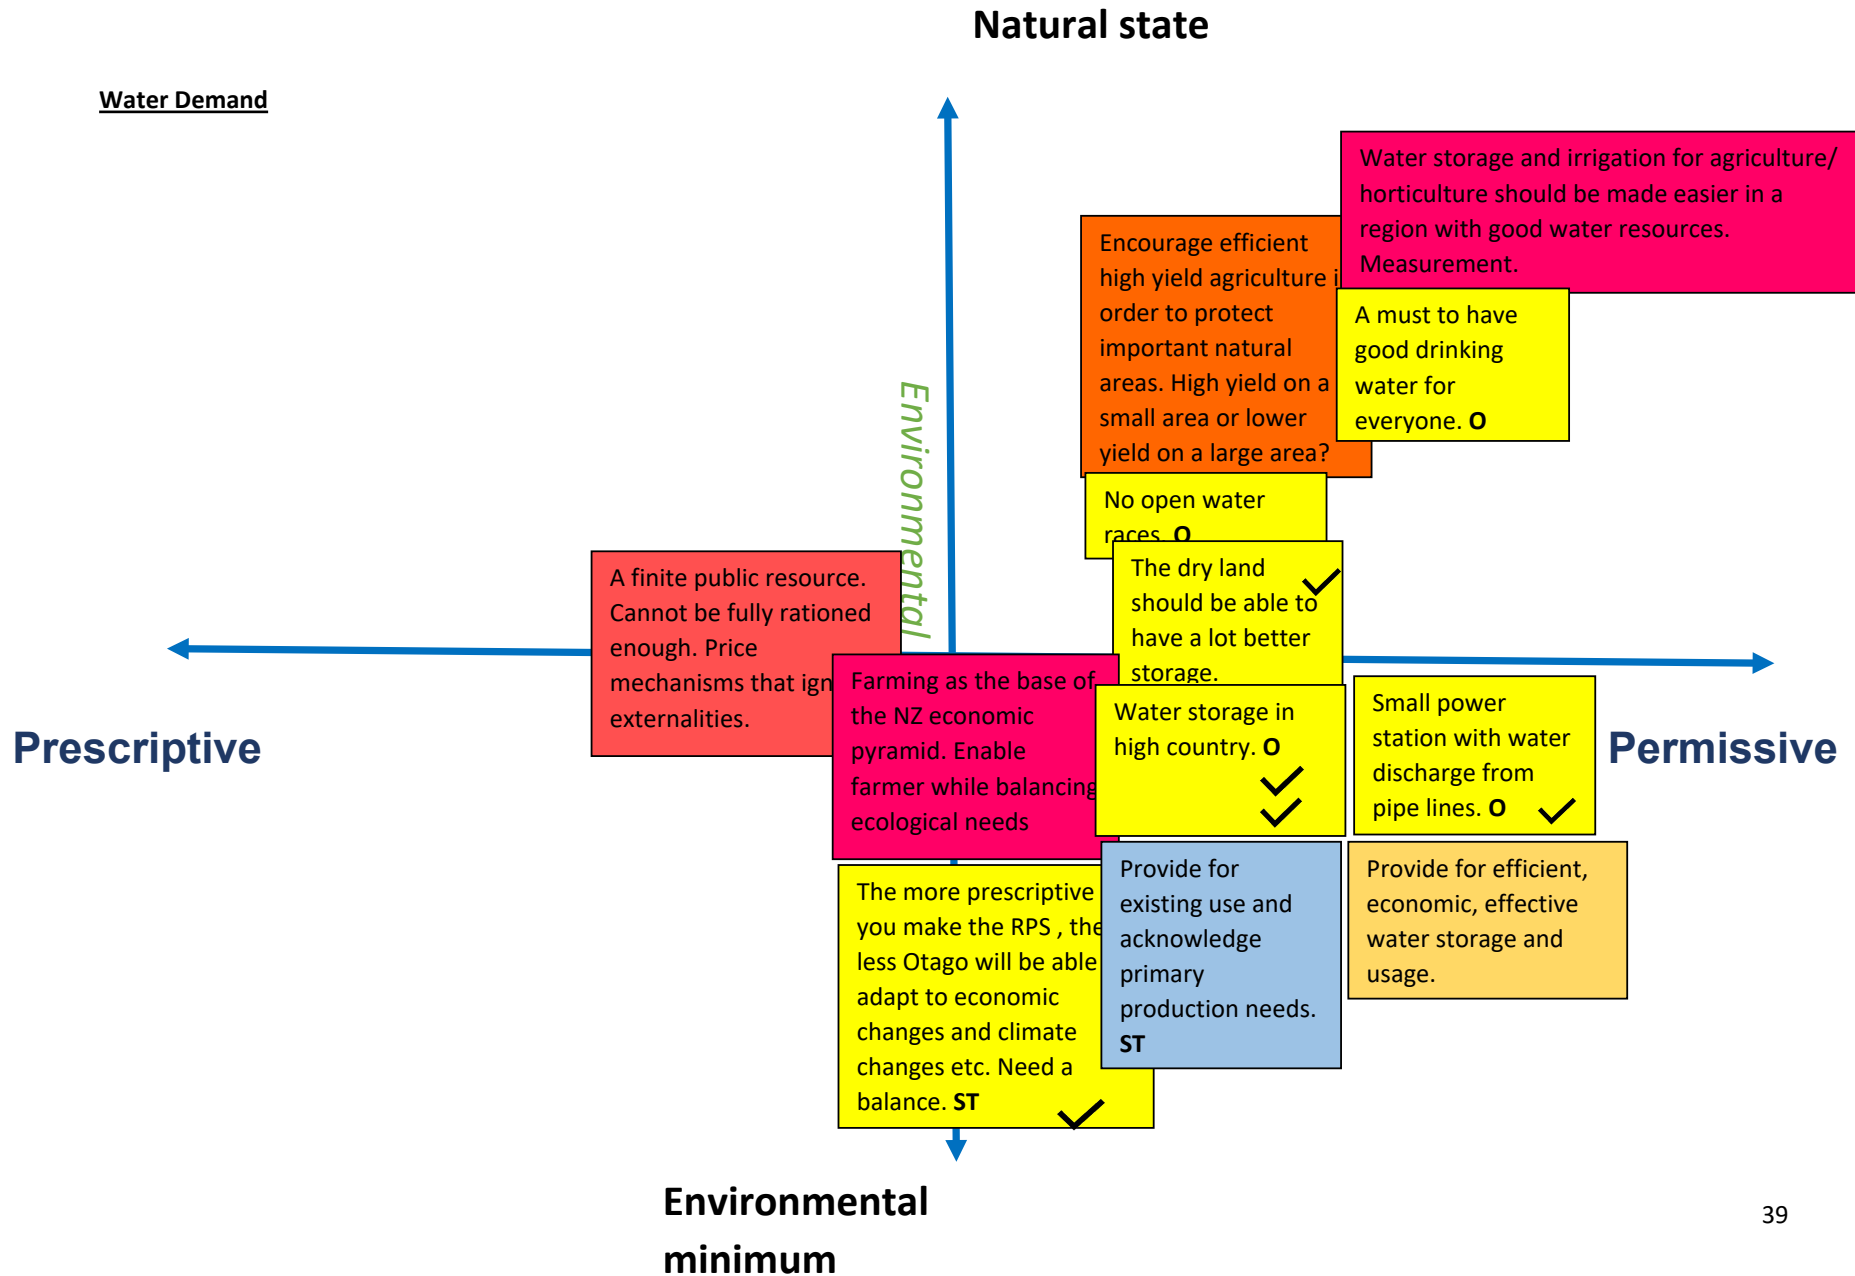 Natural state
Water Demand
Water storage and irrigation for agriculture/
horticulture should be made easier in a
region with good water resources.
Measurement.
Encourage efficient
high yield agriculture i
order to protect
important natural
areas. High yield on a
small area or lower
yield on a large area?
A must to have
good drinking
water for
everyone. O
Environmental
No open water
races. O
The dry land
should be able to
have a lot better
storage.
A finite public resource.
Cannot be fully rationed
enough. Price
mechanisms that ign
externalities.
Farming as the base of
the NZ economic
pyramid. Enable
farmer while balancing
ecological needs
Water storage in
high country. O
Small power
station with water
discharge from
pipe lines. O
Prescriptive
Permissive
The more prescriptive
you make the RPS , the
less Otago will be able
adapt to economic
changes and climate
changes etc. Need a
balance. ST
Provide for
existing use and
acknowledge
primary
production needs.
ST
Provide for efficient,
economic, effective
water storage and
usage.
Environmental
minimum
39